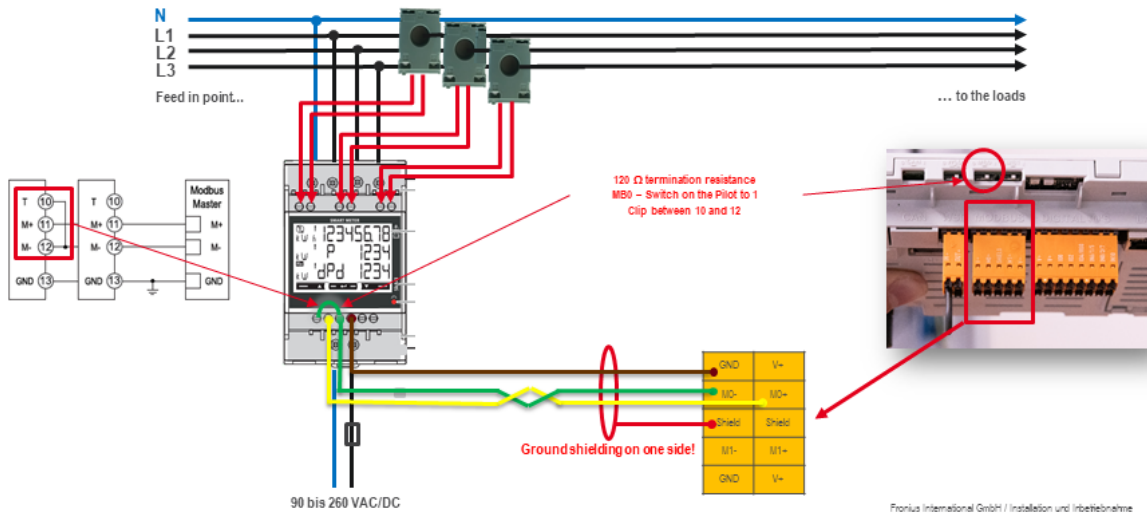 N
L1
L2
L3
Feed in point...
... to the loads
120 Ω termination resistance
MB0 – Switch on the Pilot to 1
Clip between 10 and 12
T 10
M+ 11
M- 12
GND 13
T 10
M+ 11
M- 12
GND 13
Modbus
Master
M+
M-
GND
SMART METER
12345678
P 1234
dPd 1234
GND V+
M0- M0+
Shield Shield
M1- M1+
GND V+
Ground shielding on one side!
90 bis 260 VAC/DC
Fronius International GmbH / Installation und Inbetriebnahme